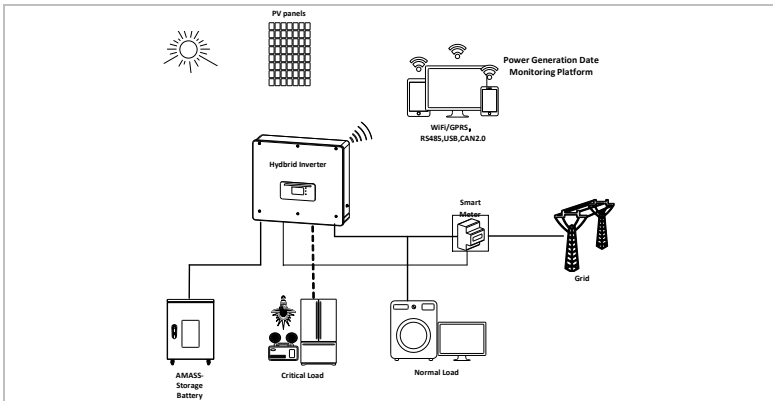 PV panels
Power Generation Date
Monitoring Platform
WiFi/GPRS,
RS485,USB,CAN2.0
Hydbrid Inverter
Smart
Meter
Grid
AMASS-
Storage
Battery
Critical Load
Normal Load